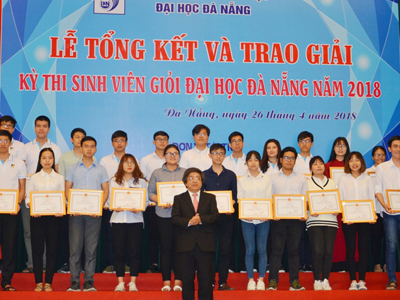 ĐẠI HỌC ĐÀ NẴNG
LỄ TỔNG KẾT VÀ TRAO GIẢI
KỲ THI SINH VIÊN GIỎI ĐẠI HỌC ĐÀ NẴNG NĂM 2018
Đà Nẵng, ngày 26 tháng 4 năm 2018